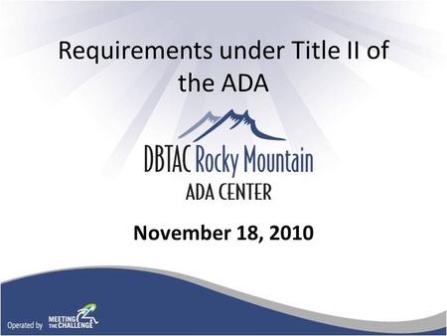 Requirements under Title II of
the ADA
DBTAC Rocky Mountain
ADA CENTER
November 18, 2010
Operated by MEETING
THE CHALLENGE